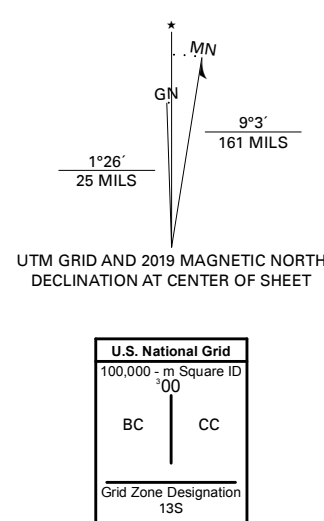 ★
MN
GN
9°3´
161 MILS
1°26´
25 MILS
UTM GRID AND 2019 MAGNETIC NORTH
DECLINATION AT CENTER OF SHEET
U.S. National Grid
100,000 - m Square ID
³00
BC CC
Grid Zone Designation
13S